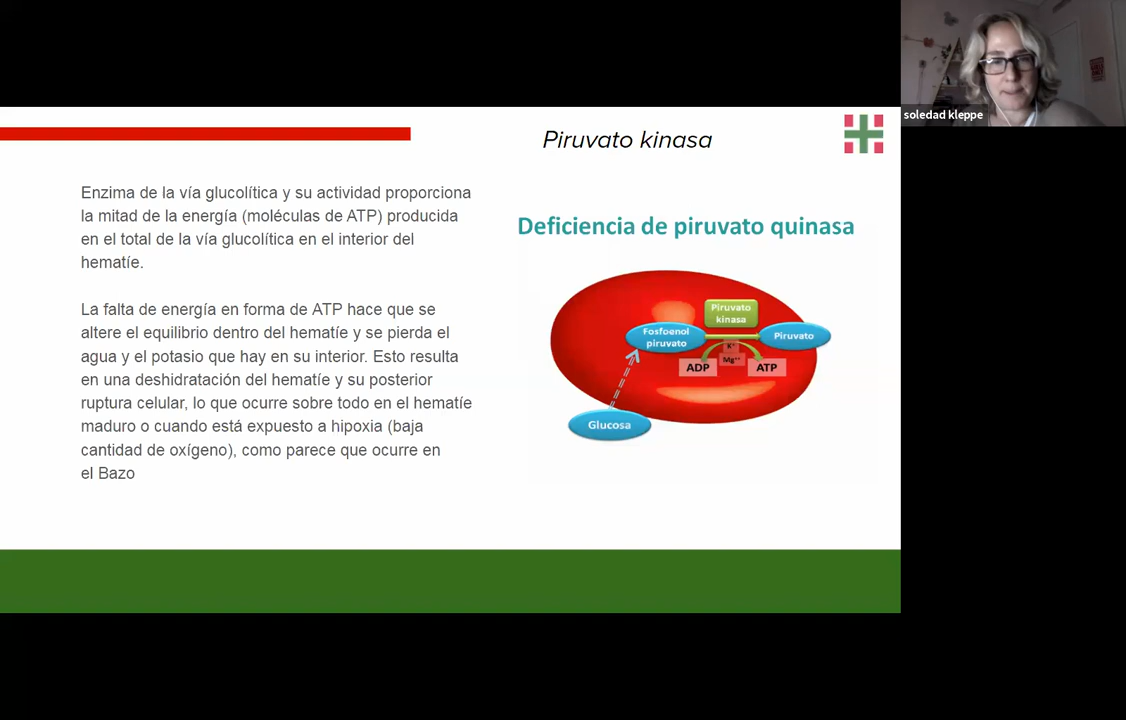 soledad kleppe
Piruvato kinasa
Enzima de la vía glucolítica y su actividad proporciona
la mitad de la energía (moléculas de ATP) producida
en el total de la vía glucolítica en el interior del
hematíe.
La falta de energía en forma de ATP hace que se
altere el equilibrio dentro del hematíe y se pierda el
agua y el potasio que hay en su interior. Esto resulta
en una deshidratación del hematíe y su posterior
ruptura celular, lo que ocurre sobre todo en el hematíe
maduro o cuando está expuesto a hipoxia (baja
cantidad de oxígeno), como parece que ocurre en
el Bazo
Deficiencia de piruvato quinasa
Piruvato
kinasa
Fosfoenol
piruvato
Piruvato
K⁺
Mg⁺⁺
ADP
ATP
Glucosa